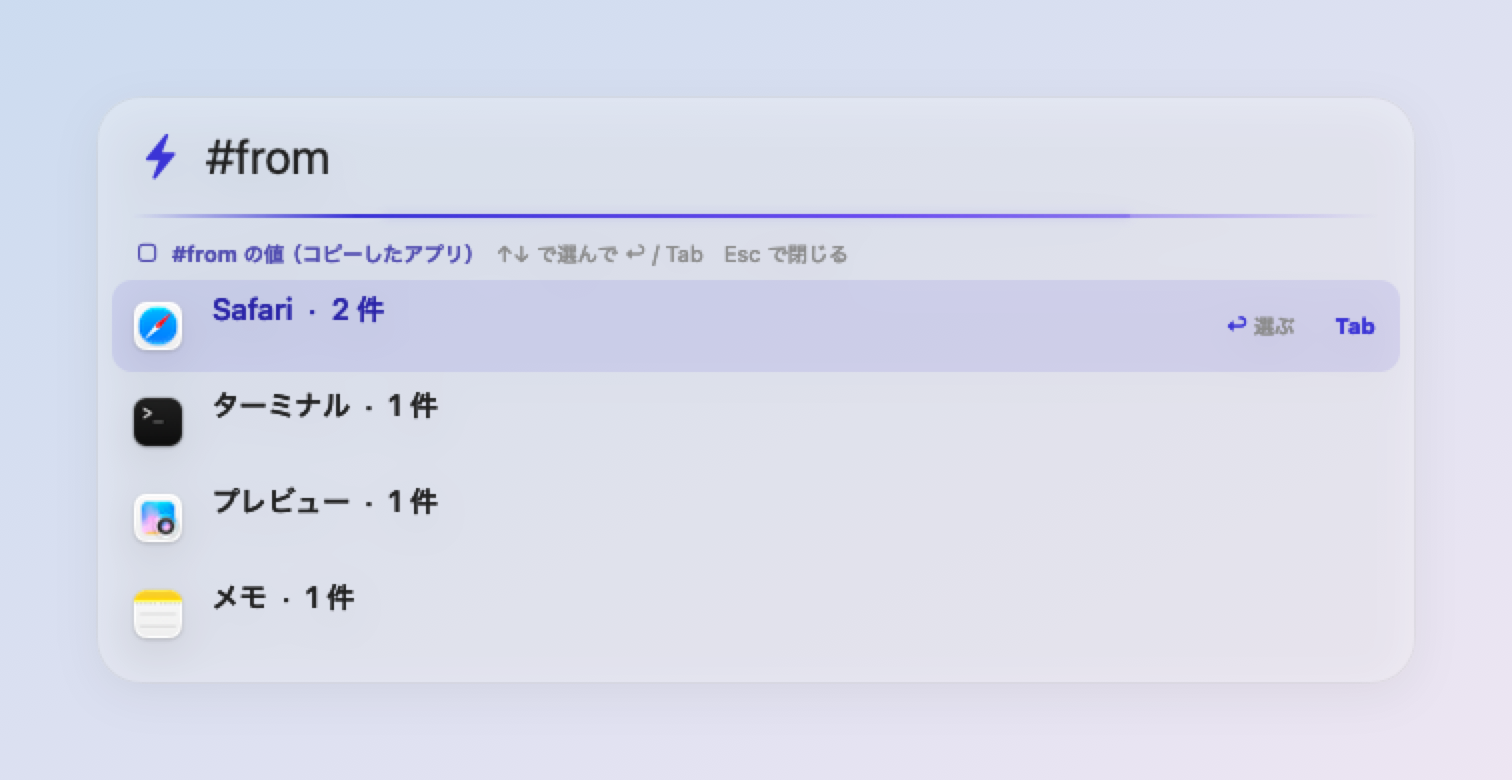 #from
#from の値（コピーしたアプリ） ↑↓ で選んで ↩ / Tab Esc で閉じる
Safari · 2 件 ↩ 選ぶ Tab
ターミナル · 1 件
プレビュー · 1 件
メモ · 1 件